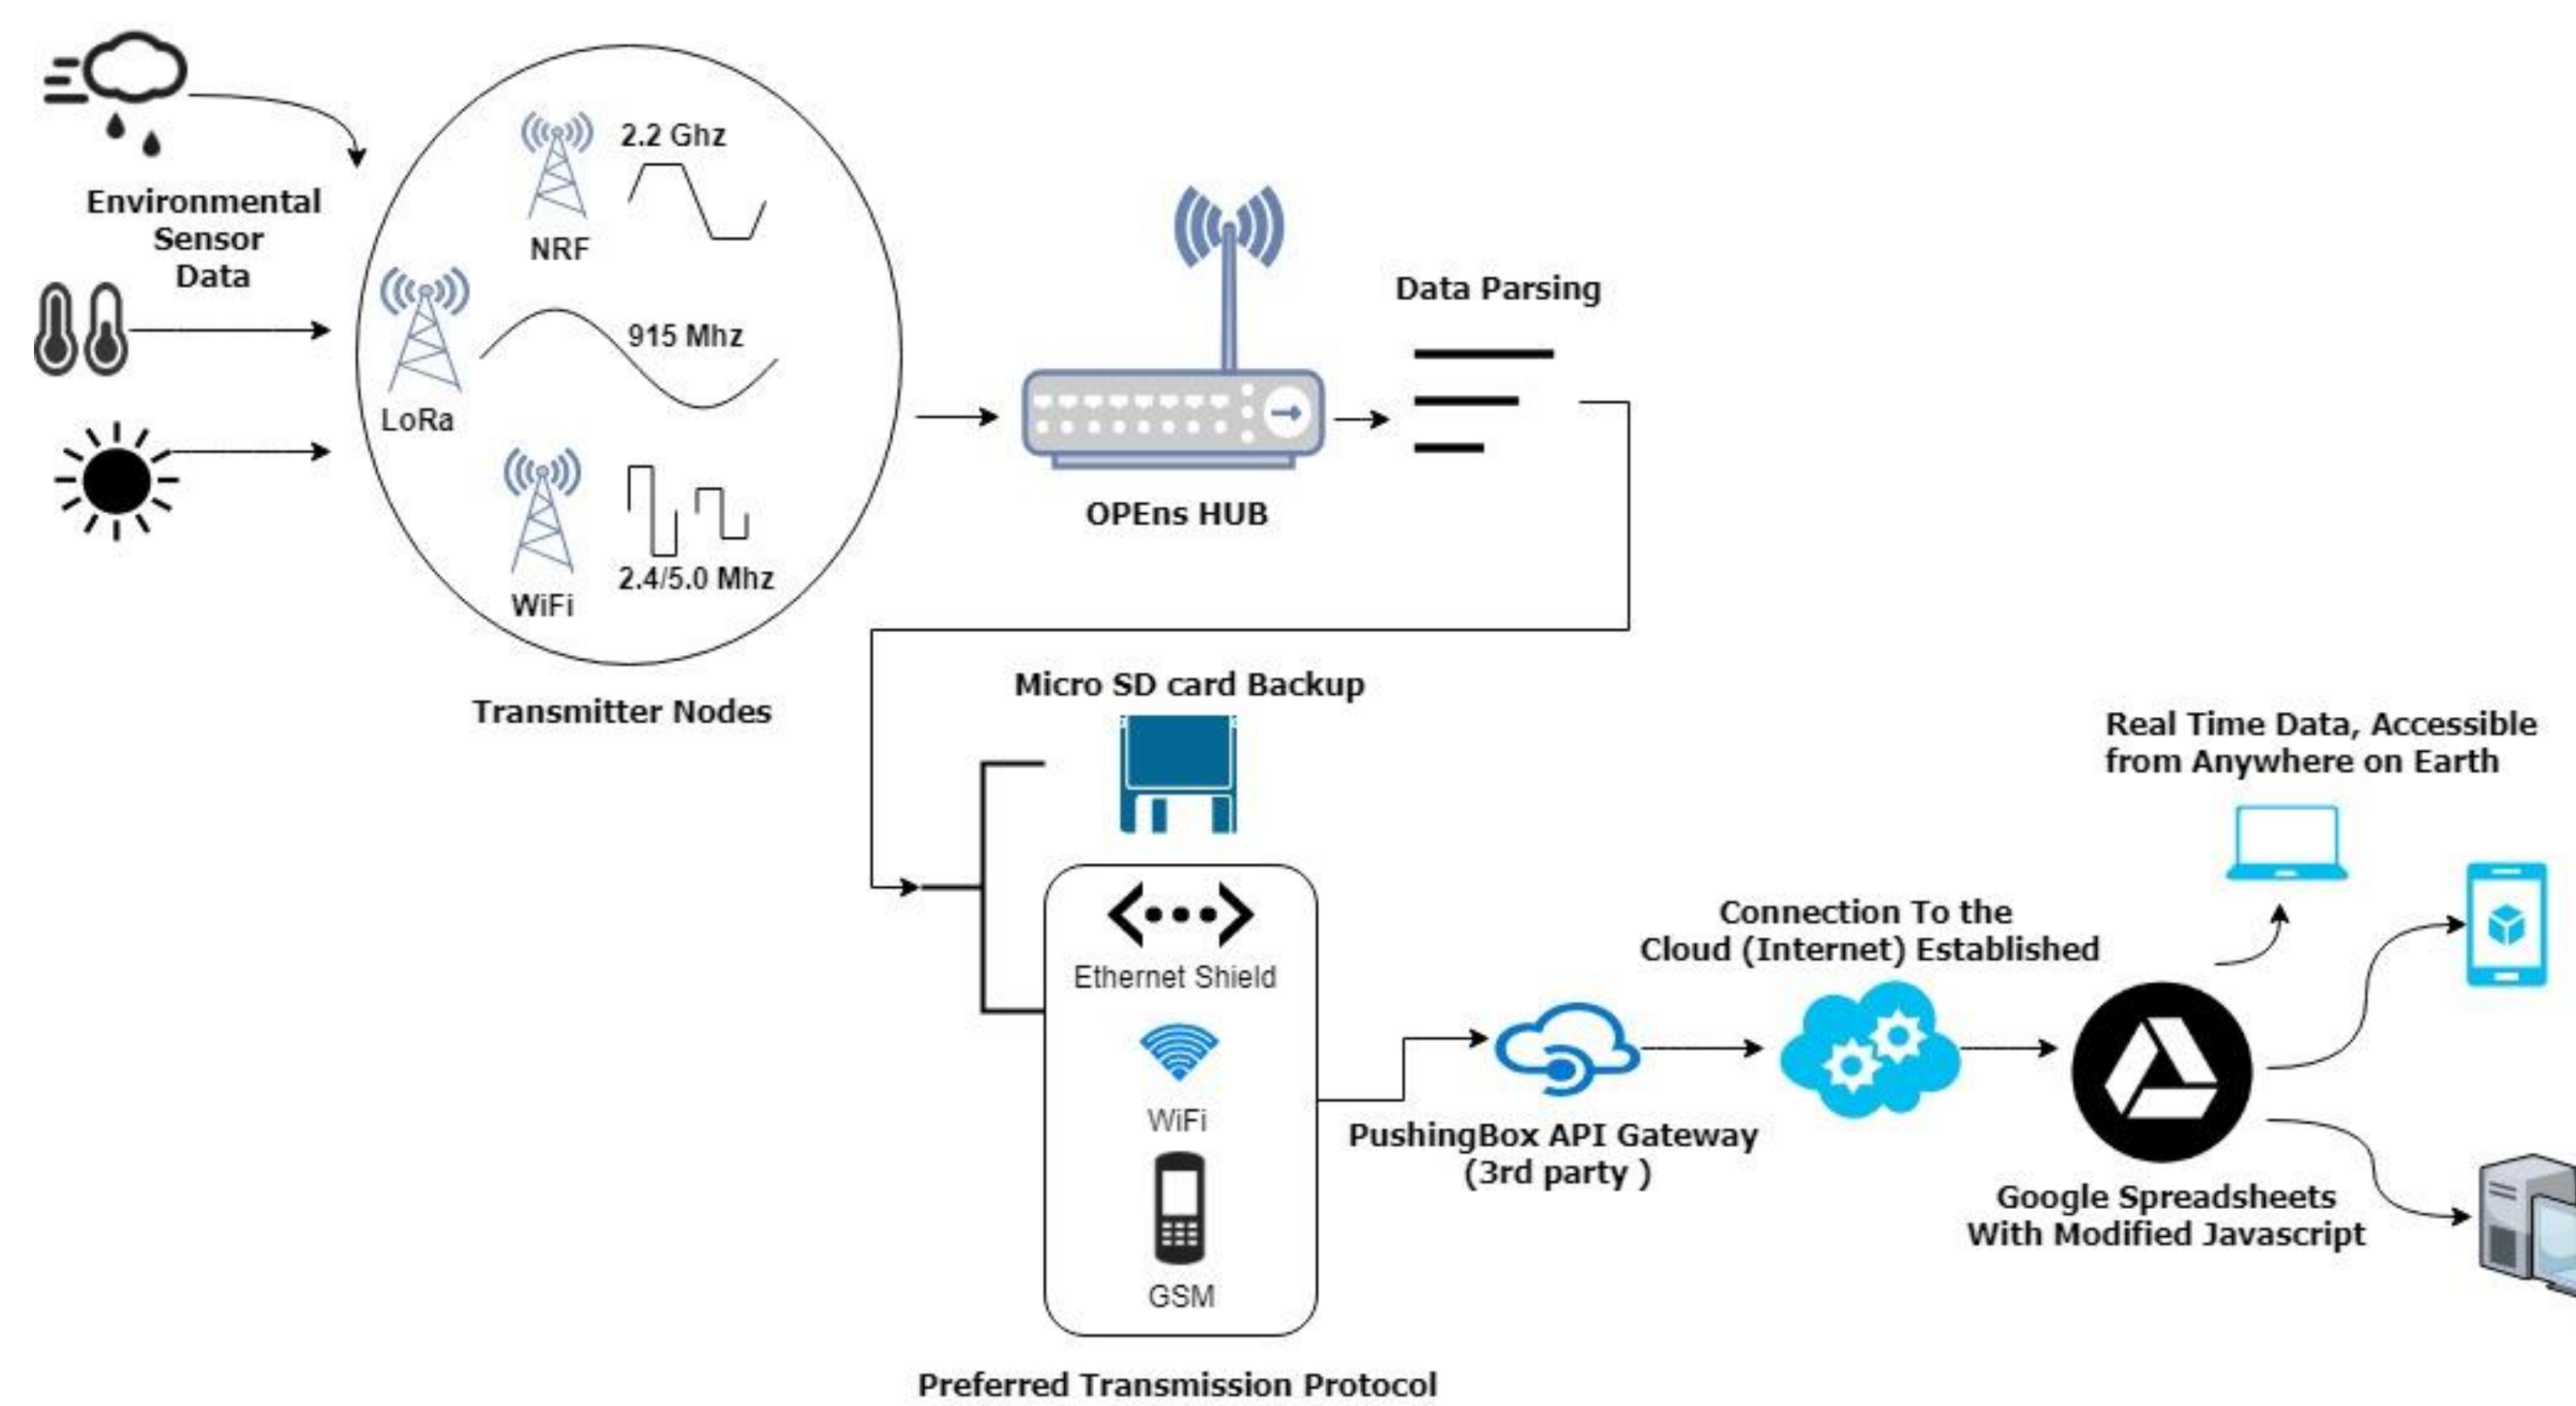 Environmental
Sensor
Data
2.2 Ghz
NRF
915 Mhz
LoRa
2.4/5.0 Mhz
WiFi
Transmitter Nodes
OPEns HUB
Data Parsing
Micro SD card Backup
Ethernet Shield
WiFi
GSM
Preferred Transmission Protocol
PushingBox API Gateway
(3rd party )
Connection To the
Cloud (Internet) Established
Google Spreadsheets
With Modified Javascript
Real Time Data, Accessible
from Anywhere on Earth